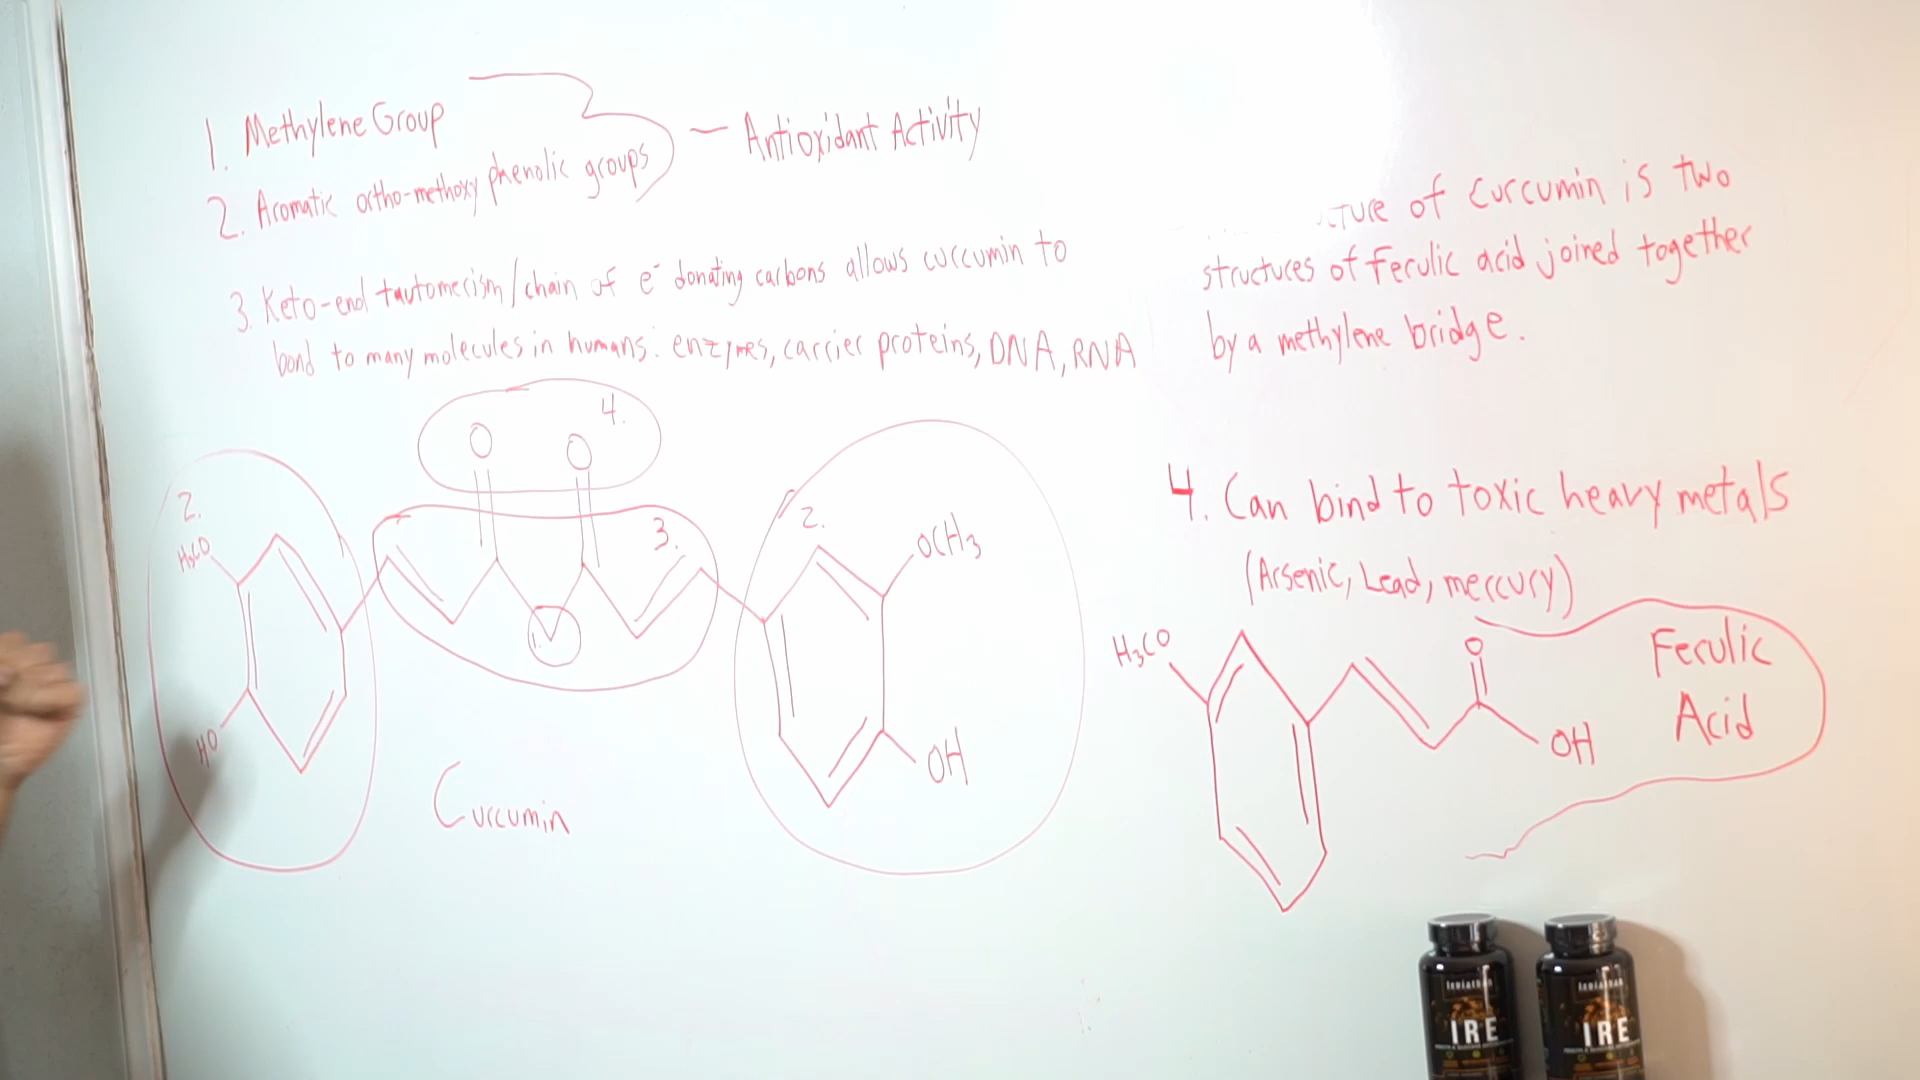 1. Methylene Group
2. Aromatic ortho-methoxy phenolic groups
— Antioxidant Activity
3. Keto-enol tautomerism/chain of e⁻ donating carbons allows curcumin to
bond to many molecules in humans: enzymes, carrier proteins, DNA, RNA
cture of curcumin is two
structures of Ferulic acid joined together
by a methylene bridge.
4. Can bind to toxic heavy metals
(Arsenic, Lead, mercury)
O
O
4.
2.
H₃CO
HO
3.
1.
2.
OCH₃
OH
Curcumin
H₃CO
O
OH
Ferulic
Acid
leviathan
IRE
leviathan
IRE